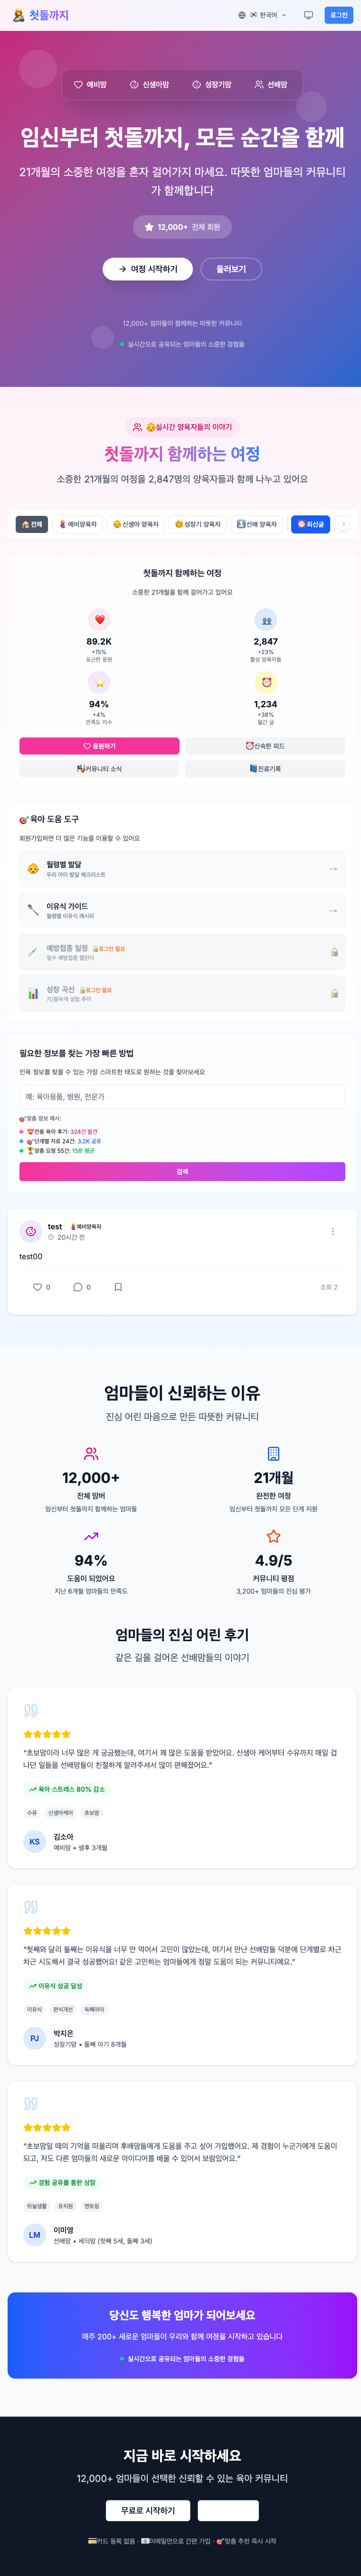 첫돌까지
한국어
로그인
예비맘 신생아맘 성장기맘 선배맘
임신부터 첫돌까지, 모든 순간을 함께
21개월의 소중한 여정을 혼자 걸어가지 마세요. 따뜻한 엄마들의 커뮤니티
가 함께합니다
12,000+ 전체 회원
여정 시작하기 둘러보기
12,000+ 엄마들이 함께하는 따뜻한 커뮤니티
실시간으로 공유되는 엄마들의 소중한 경험들
실시간 양육자들의 이야기
첫돌까지 함께하는 여정
소중한 21개월의 여정을 2,847명의 양육자들과 함께 나누고 있어요
전체 예비양육자 신생아 양육자 성장기 양육자 선배 양육자 최신글
첫돌까지 함께하는 여정
소중한 21개월을 함께 걸어가고 있어요
89.2K 2,847
+15% +23%
포근한 응원 활성 양육자들
94% 1,234
+4% +38%
만족도 지수 월간 글
응원하기 신속한 피드
커뮤니티 소식 진료기록
육아 도움 도구
회원가입하면 더 많은 기능을 이용할 수 있어요
월령별 발달
우리 아이 발달 체크리스트
이유식 가이드
월령별 이유식 레시피
예방접종 일정 로그인 필요
필수 예방접종 캘린더
성장 곡선 로그인 필요
키/몸무게 성장 추이
필요한 정보를 찾는 가장 빠른 방법
인육 정보를 찾을 수 있는 가장 스마트한 태도로 원하는 것을 찾아보세요
예: 육아용품, 병원, 전문가
맞춤 정보 예시:
전용 육아 후기: 324건 발견
단계별 자료 24건: 3.2K 공유
맞춤 요청 55건: 15분 평균
검색
test 예비양육자
20시간 전
test00
0 0 조회 2
엄마들이 신뢰하는 이유
진심 어린 마음으로 만든 따뜻한 커뮤니티
12,000+ 21개월
전체 맘버 완전한 여정
임신부터 첫돌까지 함께하는 엄마들 임신부터 첫돌까지 모든 단계 지원
94% 4.9/5
도움이 되었어요 커뮤니티 평점
지난 6개월 엄마들의 만족도 3,200+ 엄마들의 진심 평가
엄마들의 진심 어린 후기
같은 길을 걸어온 선배맘들의 이야기
"초보맘이라 너무 많은 게 궁금했는데, 여기서 꽤 많은 도움을 받았어요. 신생아 케어부터 수유까지 매일 겁
나던 일들을 선배맘들이 친절하게 알려주셔서 많이 편해졌어요."
육아 스트레스 80% 감소
수유 신생아케어 초보맘
KS 김소아
예비맘 • 생후 3개월
"첫째와 달리 둘째는 이유식을 너무 안 먹어서 고민이 많았는데, 여기서 만난 선배맘들 덕분에 단계별로 차근
차근 시도해서 결국 성공했어요! 같은 고민하는 엄마들에게 정말 도움이 되는 커뮤니티예요."
이유식 성공 달성
이유식 편식개선 둑째아이
PJ 박지은
성장기맘 • 둘째 아기 8개월
"초보맘일 때의 기억을 떠올리며 후배맘들에게 도움을 주고 싶어 가입했어요. 제 경험이 누군가에게 도움이
되고, 저도 다른 엄마들의 새로운 아이디어를 배울 수 있어서 보람있어요."
경험 공유를 통한 성장
뒤늦생활 유치원 멘토링
LM 이미영
선배맘 • 세의맘 (첫째 5세, 둘째 3세)
당신도 행복한 엄마가 되어보세요
매주 200+ 새로운 엄마들이 우리와 함께 여정을 시작하고 있습니다
실시간으로 공유되는 엄마들의 소중한 경험들
지금 바로 시작하세요
12,000+ 엄마들이 선택한 신뢰할 수 있는 육아 커뮤니티
무료로 시작하기
카드 등록 없음 · 이메일만으로 간편 가입 · 맞춤 추천 즉시 시작